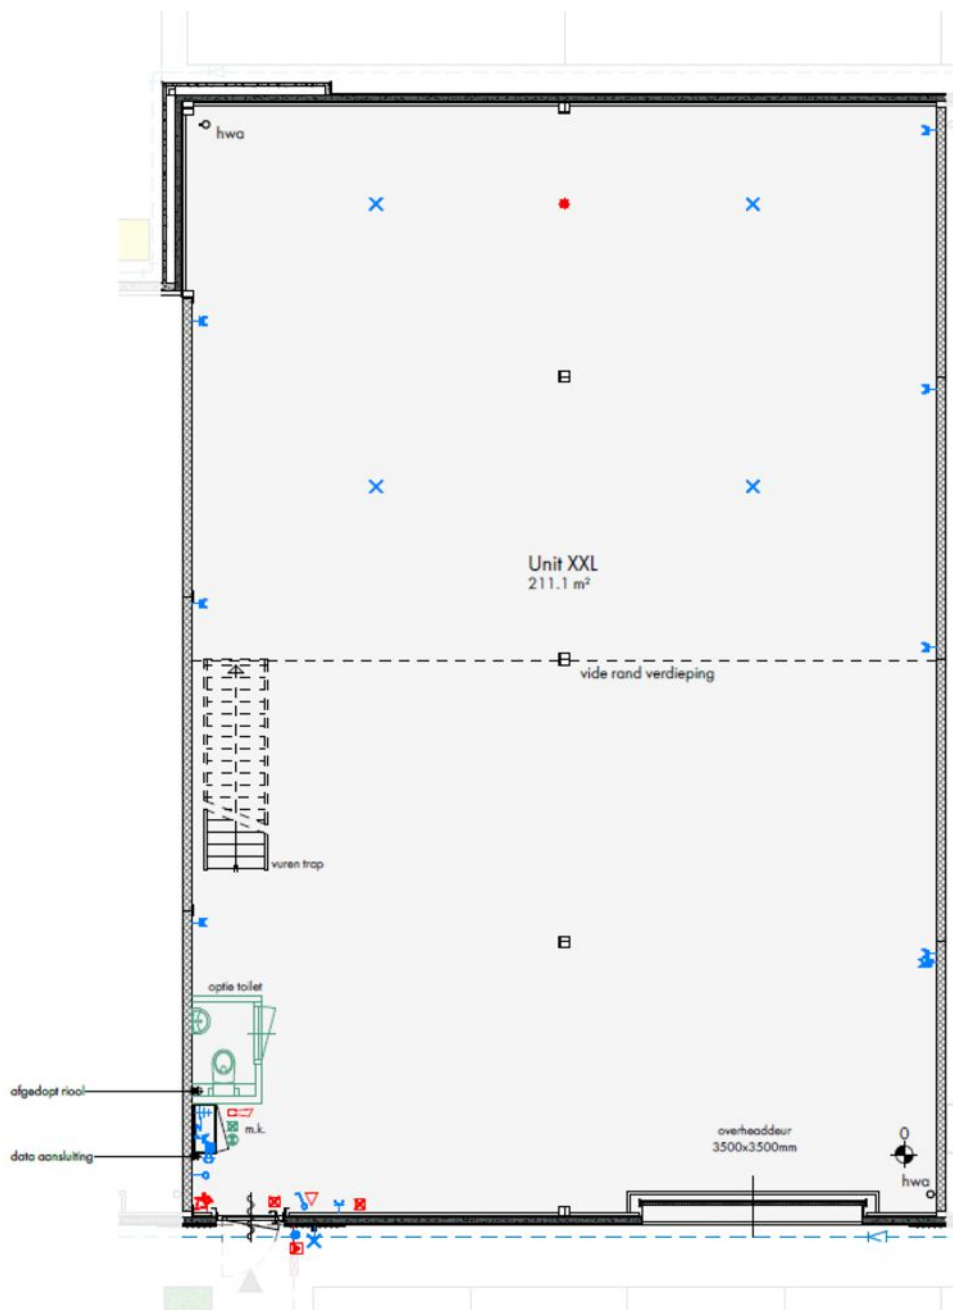 hwa
Unit XXL
211.1 m²
vide rand verdieping
vuren trap
optie toilet
afgedopt riool
m.k.
data aansluiting
overheaddeur
3500x3500mm
0
hwa